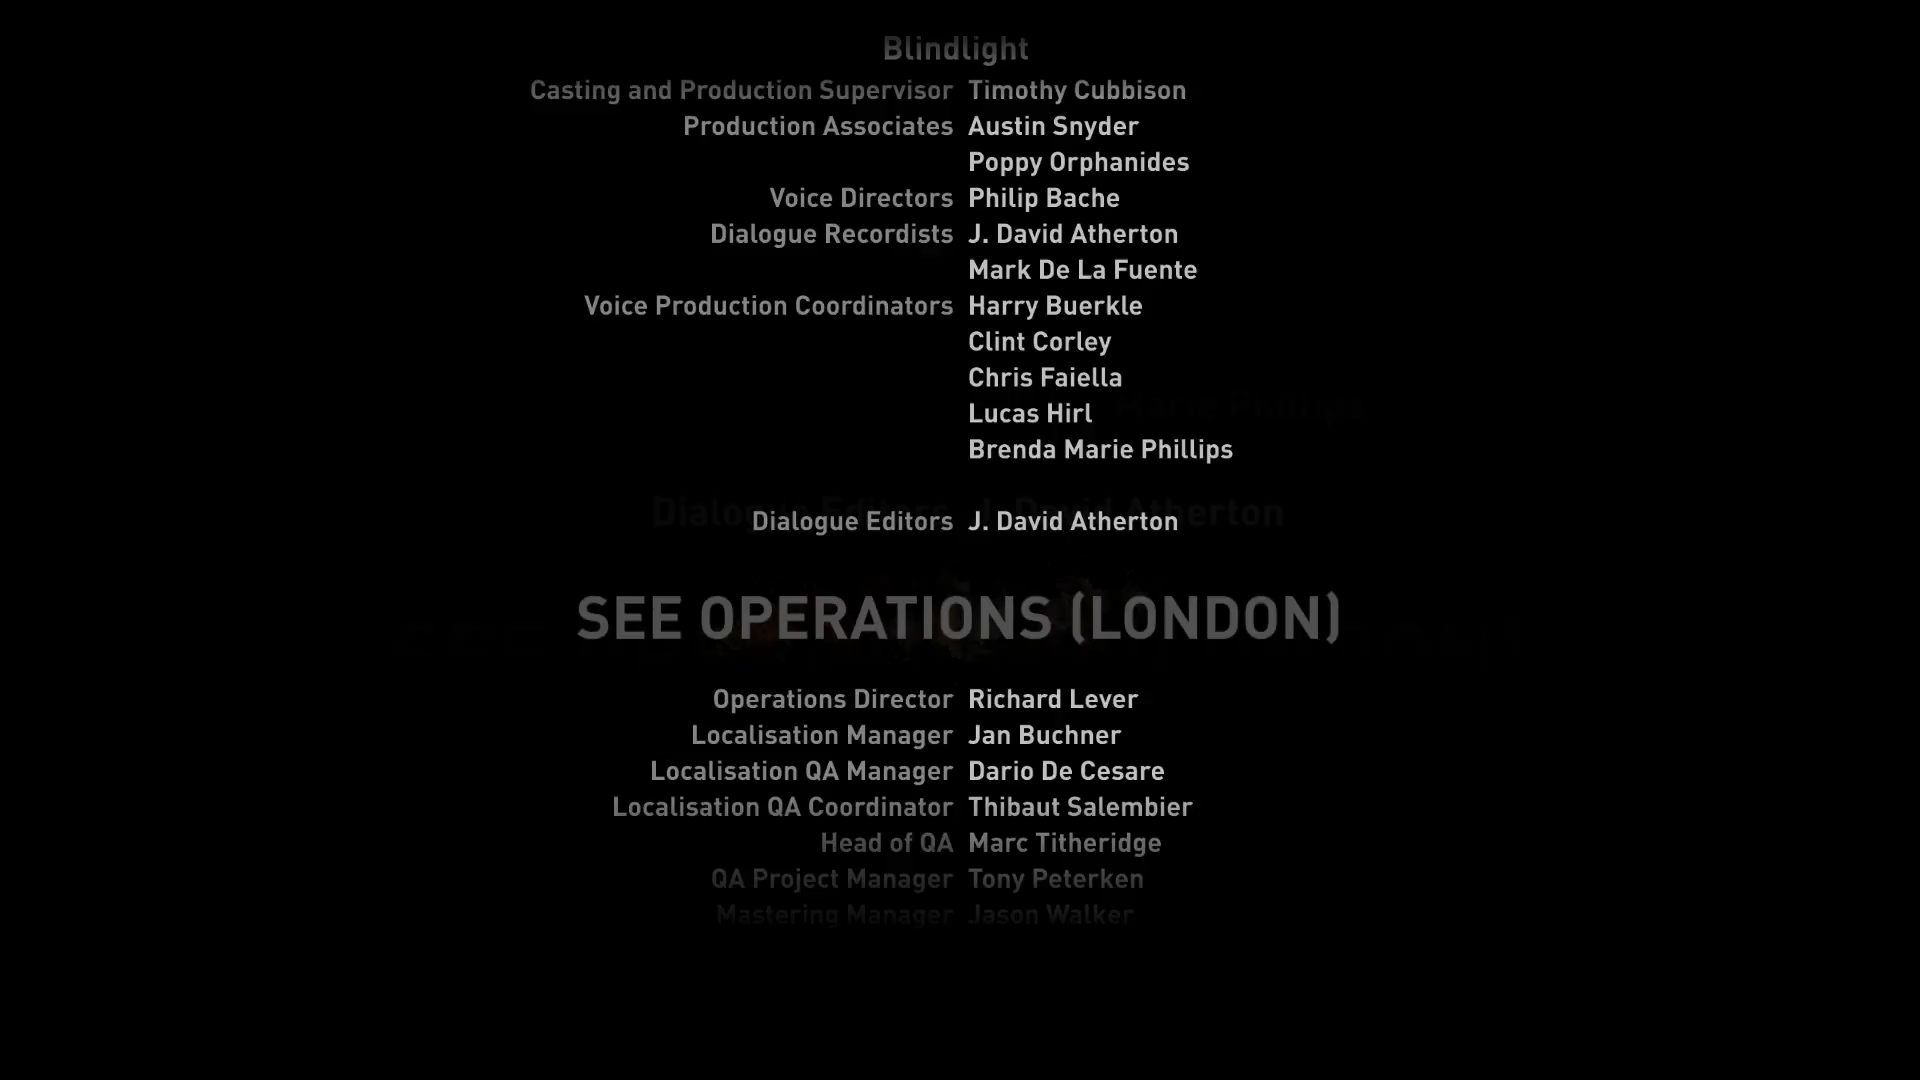 Blindlight
Casting and Production Supervisor Timothy Cubbison
Production Associates Austin Snyder
Poppy Orphanides
Voice Directors Philip Bache
Dialogue Recordists J. David Atherton
Mark De La Fuente
Voice Production Coordinators Harry Buerkle
Clint Corley
Chris Faiella
Lucas Hirl
Brenda Marie Phillips
Dialogue Editors J. David Atherton
SEE OPERATIONS (LONDON)
Operations Director Richard Lever
Localisation Manager Jan Buchner
Localisation QA Manager Dario De Cesare
Localisation QA Coordinator Thibaut Salembier
Head of QA Marc Titheridge
QA Project Manager Tony Peterken
Mastering Manager Jason Walker